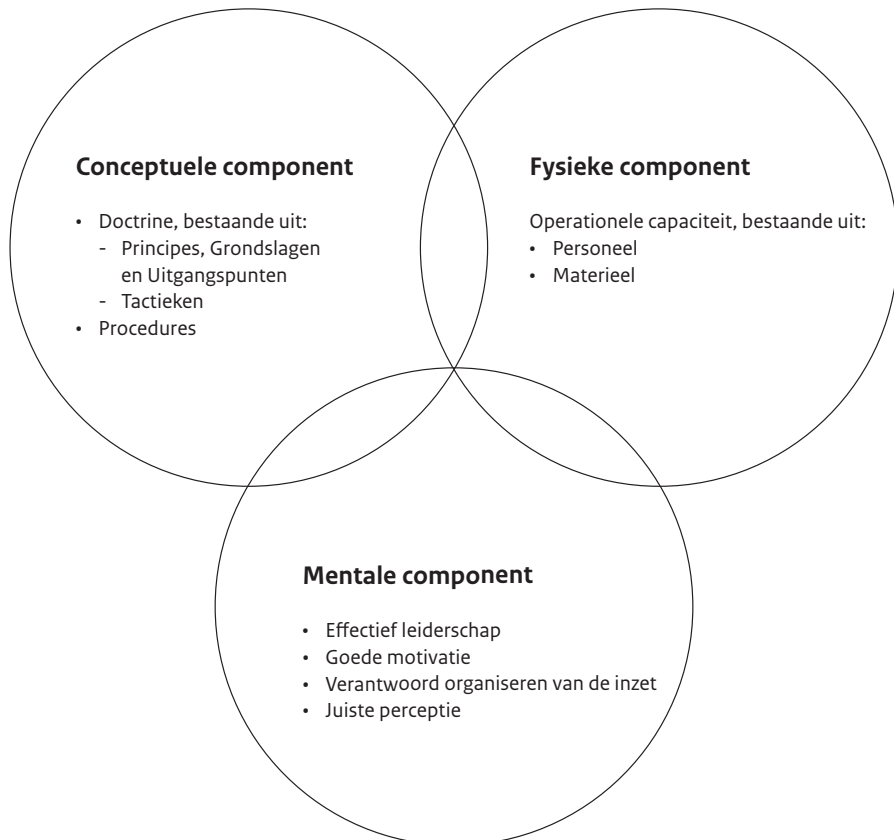 Conceptuele component
• Doctrine, bestaande uit:
- Principes, Grondslagen
en Uitgangspunten
- Tactieken
• Procedures
Fysieke component
Operationele capaciteit, bestaande uit:
• Personeel
• Materieel
Mentale component
• Effectief leiderschap
• Goede motivatie
• Verantwoord organiseren van de inzet
• Juiste perceptie